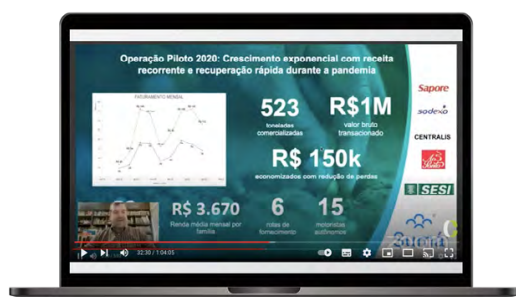 Operação Piloto 2020: Crescimento exponencial com receita
recorrente e recuperação rápida durante a pandemia
FATURAMENTO MENSAL
523
toneladas
comercializadas
R$1M
valor bruto
transacionado
R$ 150k
economizados com redução de perdas
R$ 3.670
Renda média mensal por
família
6
rotas de
fornecimento
15
motoristas
autônomos
Sapore
sodexo
CENTRALIS
SESI
32:30 / 1:04:05